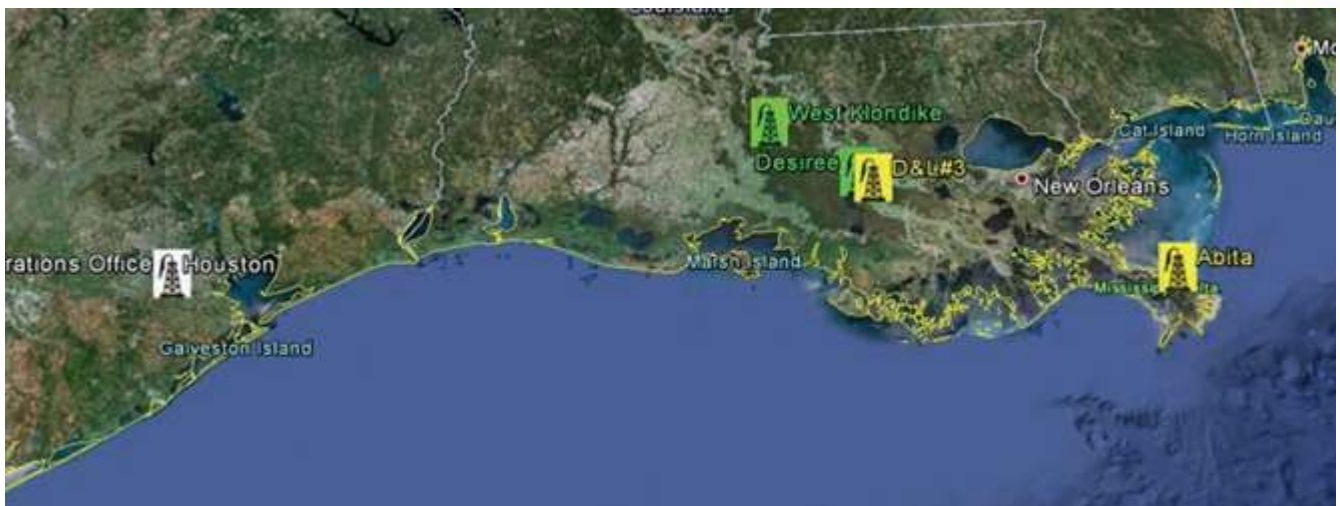 West Klondike
Desiree
D&L#3
New Orleans
Cat Island
Horn Island
rations Office
Houston
Marsh Island
Abita
Galveston Island